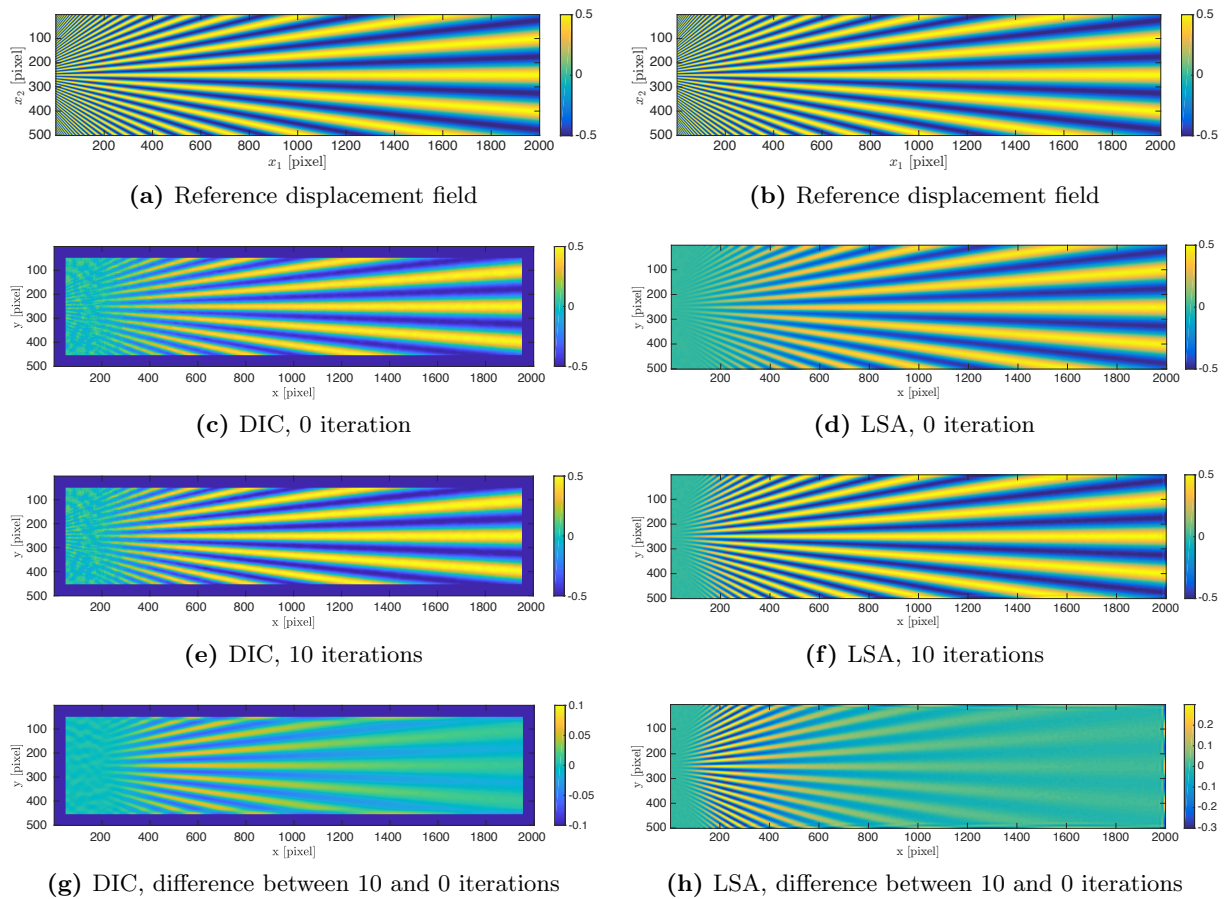 100
200
300
400
500
x₂ [pixel]
200 400 600 800 1000 1200 1400 1600 1800 2000
x₁ [pixel]
0.5
0
-0.5
(a) Reference displacement field
100
200
300
400
500
x₂ [pixel]
200 400 600 800 1000 1200 1400 1600 1800 2000
x₁ [pixel]
0.5
0
-0.5
(b) Reference displacement field
100
200
300
400
500
y [pixel]
200 400 600 800 1000 1200 1400 1600 1800 2000
x [pixel]
0.5
0
-0.5
(c) DIC, 0 iteration
100
200
300
400
500
y [pixel]
200 400 600 800 1000 1200 1400 1600 1800 2000
x [pixel]
0.5
0
-0.5
(d) LSA, 0 iteration
100
200
300
400
500
y [pixel]
200 400 600 800 1000 1200 1400 1600 1800 2000
x [pixel]
0.5
0
-0.5
(e) DIC, 10 iterations
100
200
300
400
500
y [pixel]
200 400 600 800 1000 1200 1400 1600 1800 2000
x [pixel]
0.5
0
-0.5
(f) LSA, 10 iterations
100
200
300
400
500
y [pixel]
200 400 600 800 1000 1200 1400 1600 1800 2000
x [pixel]
0.1
0.05
0
-0.05
-0.1
(g) DIC, difference between 10 and 0 iterations
100
200
300
400
500
y [pixel]
200 400 600 800 1000 1200 1400 1600 1800 2000
x [pixel]
0.2
0.1
0
-0.1
-0.2
-0.3
(h) LSA, difference between 10 and 0 iterations